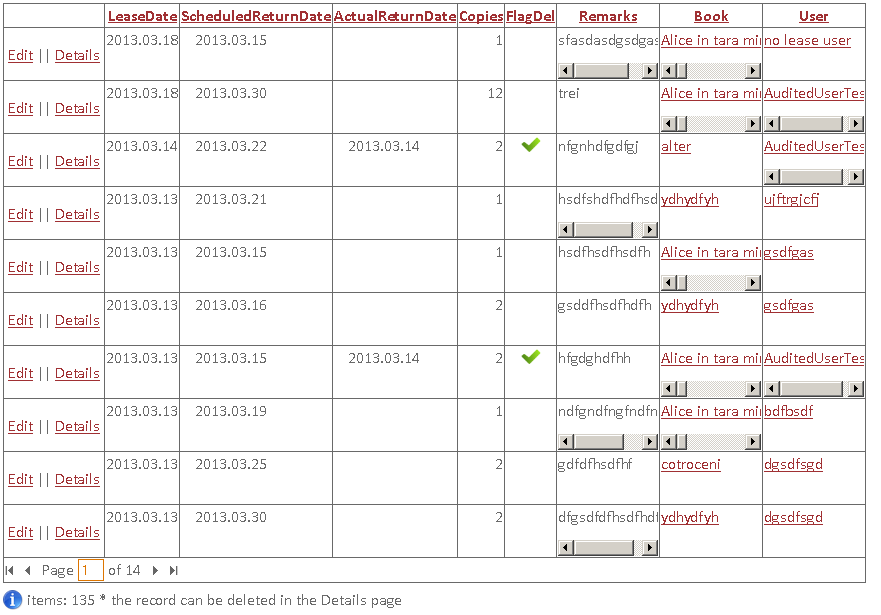 LeaseDate ScheduledReturnDate ActualReturnDate Copies FlagDel Remarks Book User
Edit || Details 2013.03.18 2013.03.15 1 sfasdasdgsdgas Alice in tara min no lease user
Edit || Details 2013.03.18 2013.03.30 12 trei Alice in tara min AuditedUserTes
Edit || Details 2013.03.14 2013.03.22 2013.03.14 2 nfgnhdfgdfgj alter AuditedUserTes
Edit || Details 2013.03.13 2013.03.21 1 hsdfshdfhdfhsd ydhydfyh ujftrgjcfj
Edit || Details 2013.03.13 2013.03.15 1 hsdfhsdfhsdfh Alice in tara min gsdfgas
Edit || Details 2013.03.13 2013.03.16 2 gsddfhsdfhdfh ydhydfyh gsdfgas
Edit || Details 2013.03.13 2013.03.15 2013.03.14 2 hfgdghdfhh Alice in tara min AuditedUserTes
Edit || Details 2013.03.13 2013.03.19 1 ndfgndfngfndfn Alice in tara min bdfbsdf
Edit || Details 2013.03.13 2013.03.25 2 gdfdfhsdfhf cotroceni dgsdfsgd
Edit || Details 2013.03.13 2013.03.30 2 dfgsdfdfhsdfhdf ydhydfyh dgsdfsgd
Page 1 of 14
items: 135 * the record can be deleted in the Details page